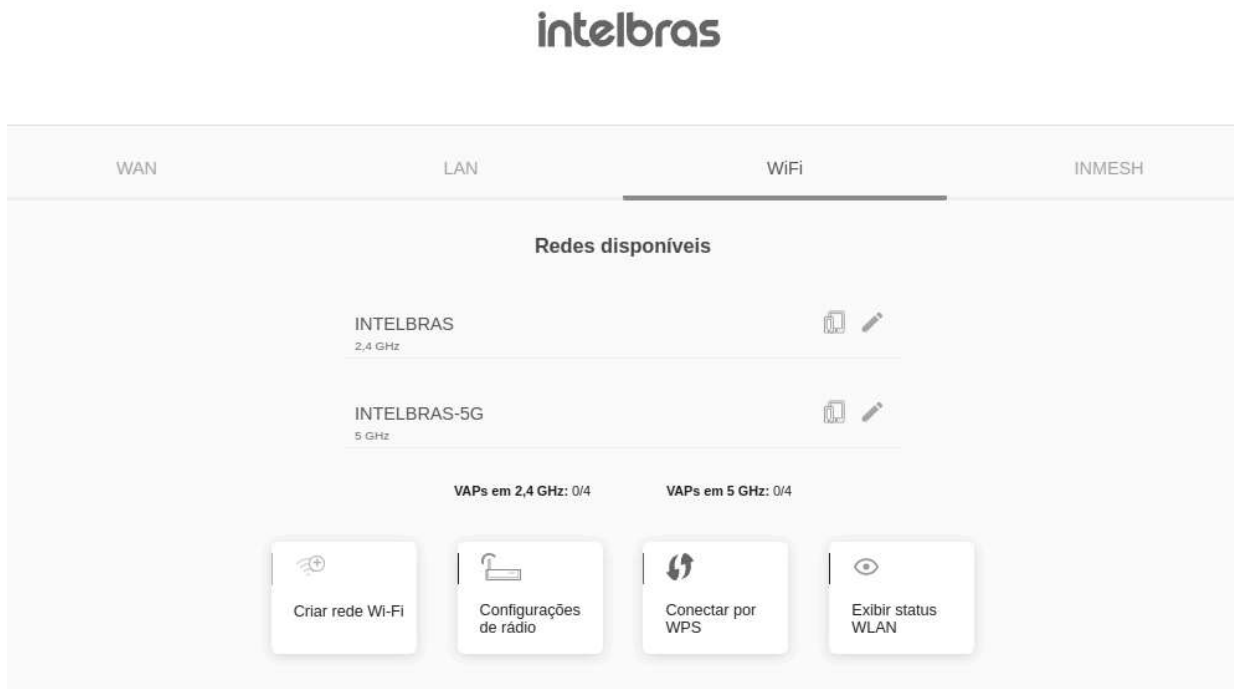 intelbras
WAN LAN WiFi INMESH
Redes disponíveis
INTELBRAS
2,4 GHz
INTELBRAS-5G
5 GHz
VAPs em 2,4 GHz: 0/4 VAPs em 5 GHz: 0/4
Criar rede Wi-Fi
Configurações
de rádio
Conectar por
WPS
Exibir status
WLAN